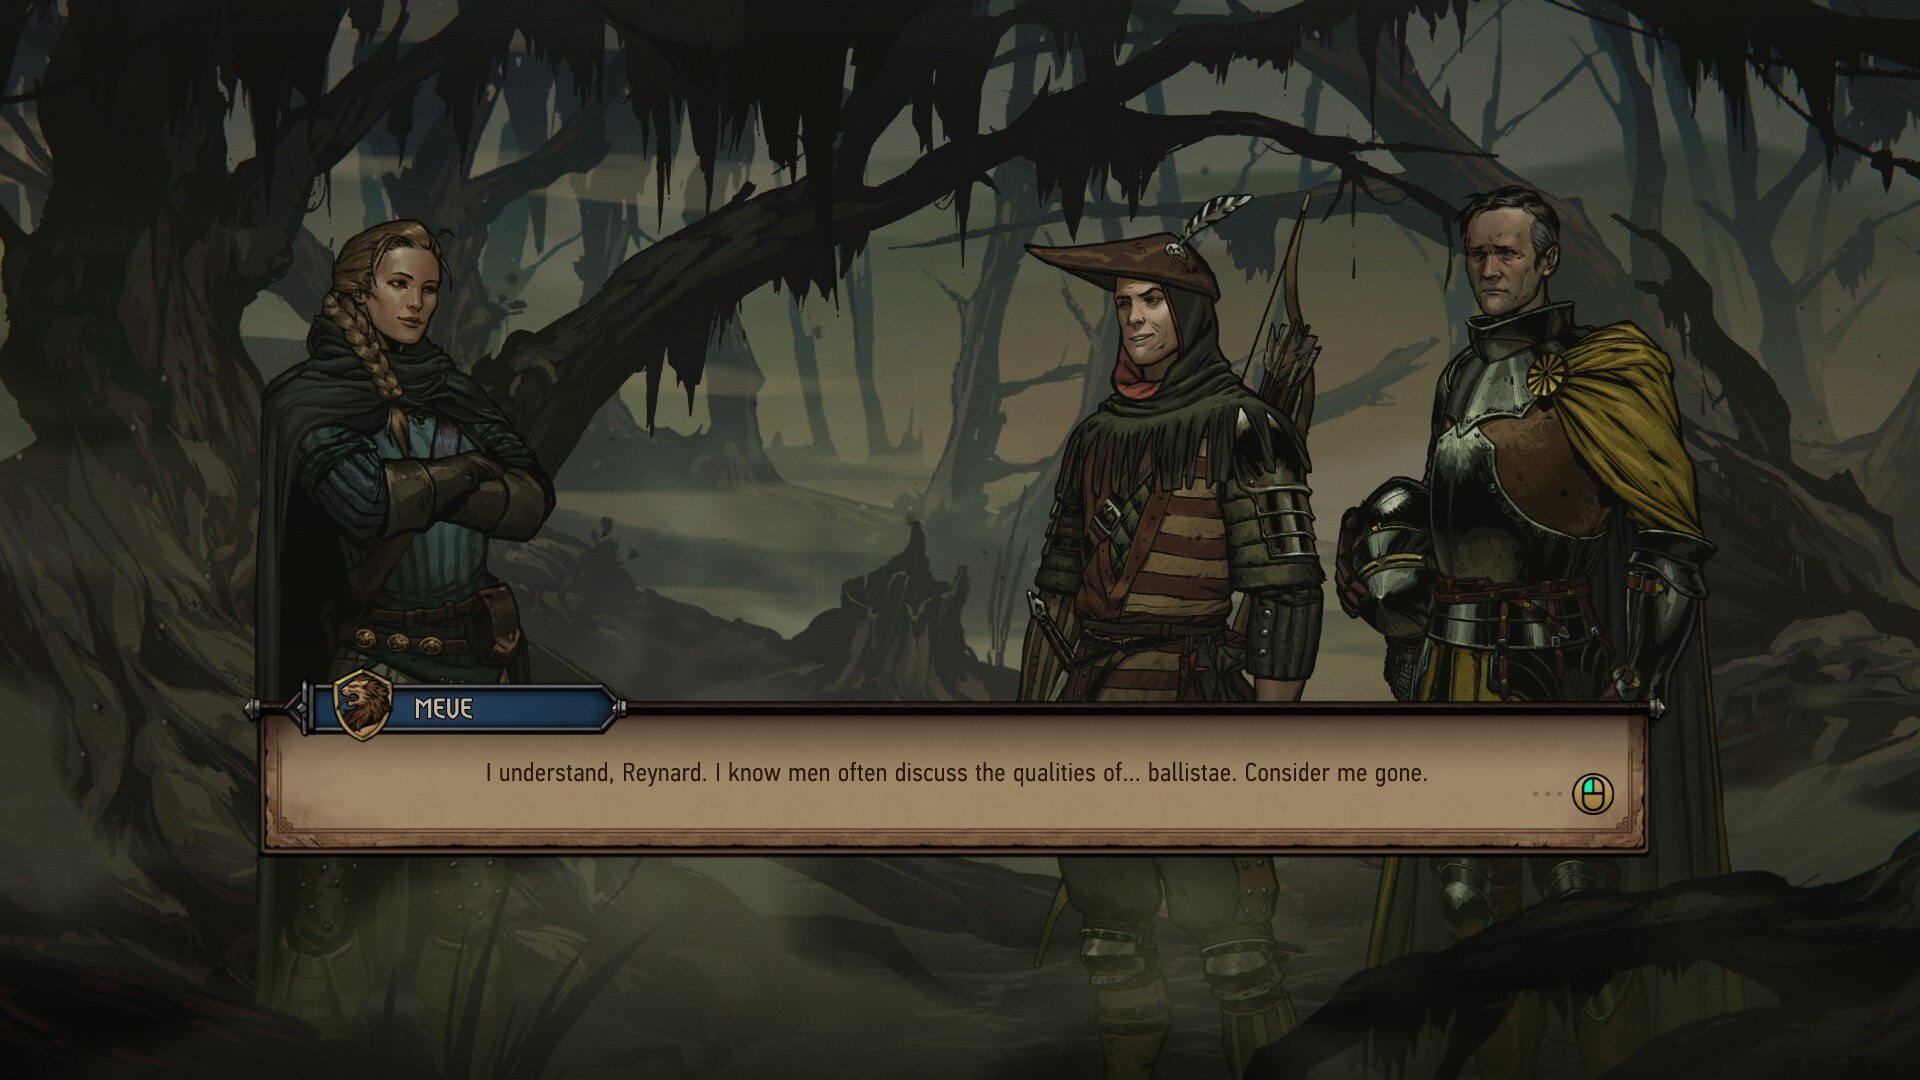 MEVE
I understand, Reynard. I know men often discuss the qualities of... ballistae. Consider me gone.